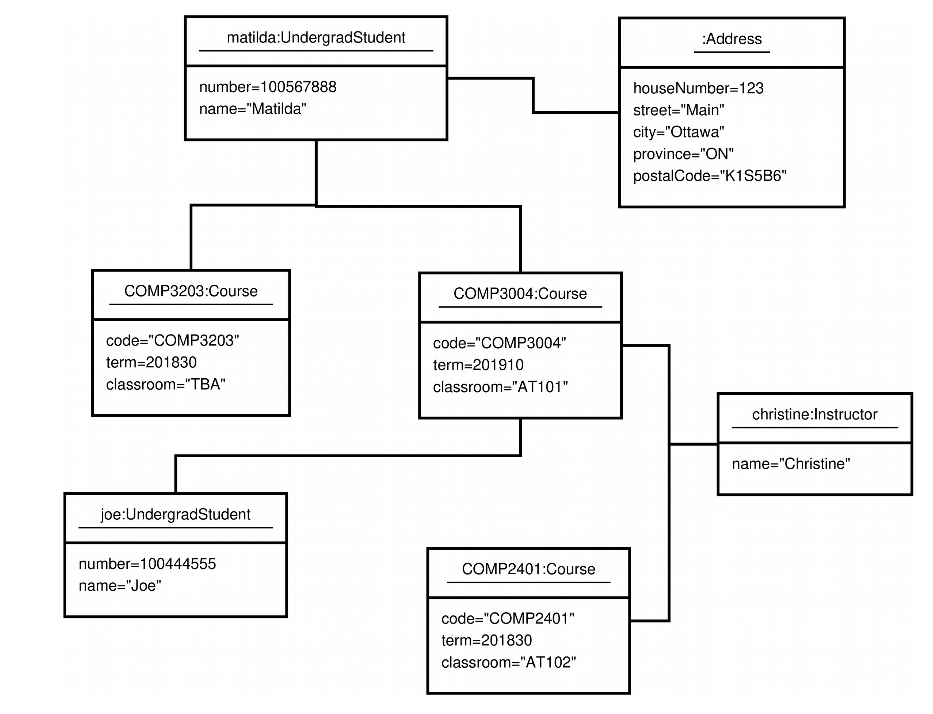 matilda:UndergradStudent
number=100567888
name="Matilda"
:Address
houseNumber=123
street="Main"
city="Ottawa"
province="ON"
postalCode="K1S5B6"
COMP3203:Course
code="COMP3203"
term=201830
classroom="TBA"
COMP3004:Course
code="COMP3004"
term=201910
classroom="AT101"
christine:Instructor
name="Christine"
joe:UndergradStudent
number=100444555
name="Joe"
COMP2401:Course
code="COMP2401"
term=201830
classroom="AT102"